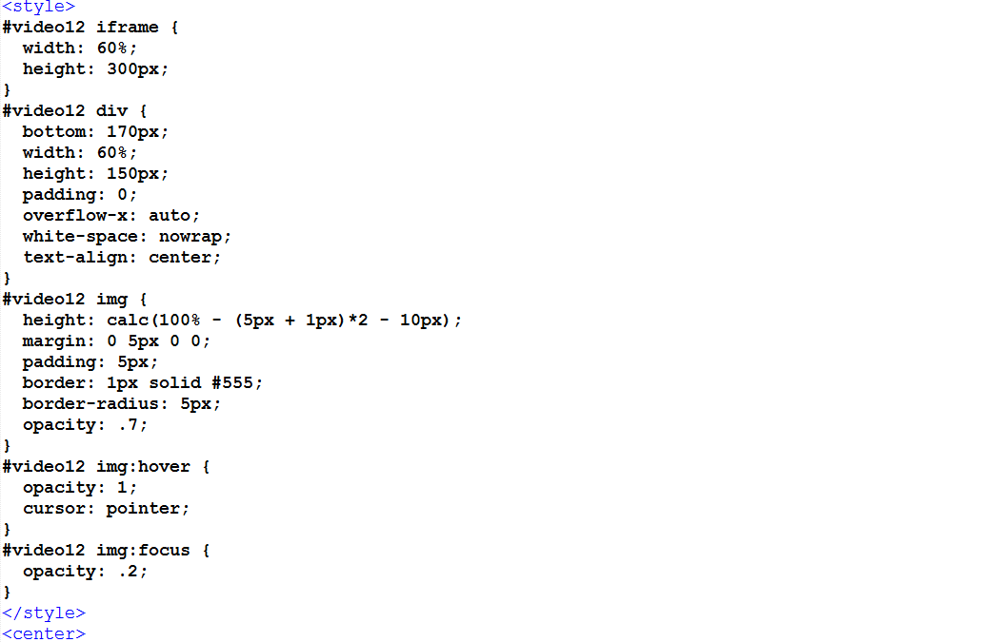 <style>
#video12 iframe {
  width: 60%;
  height: 300px;
}
#video12 div {
  bottom: 170px;
  width: 60%;
  height: 150px;
  padding: 0;
  overflow-x: auto;
  white-space: nowrap;
  text-align: center;
}
#video12 img {
  height: calc(100% - (5px + 1px)*2 - 10px);
  margin: 0 5px 0 0;
  padding: 5px;
  border: 1px solid #555;
  border-radius: 5px;
  opacity: .7;
}
#video12 img:hover {
  opacity: 1;
  cursor: pointer;
}
#video12 img:focus {
  opacity: .2;
}
</style>
<center>